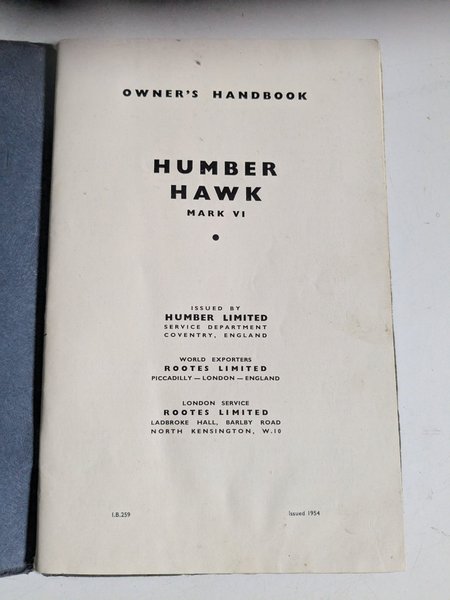 OWNER'S HANDBOOK
HUMBER
HAWK
MARK VI
ISSUED BY
HUMBER LIMITED
SERVICE DEPARTMENT
COVENTRY, ENGLAND
WORLD EXPORTERS
ROOTES LIMITED
PICCADILLY — LONDON — ENGLAND
LONDON SERVICE
ROOTES LIMITED
LADBROKE HALL, BARLBY ROAD
NORTH KENSINGTON, W.10
I.B.259 Issued 1954